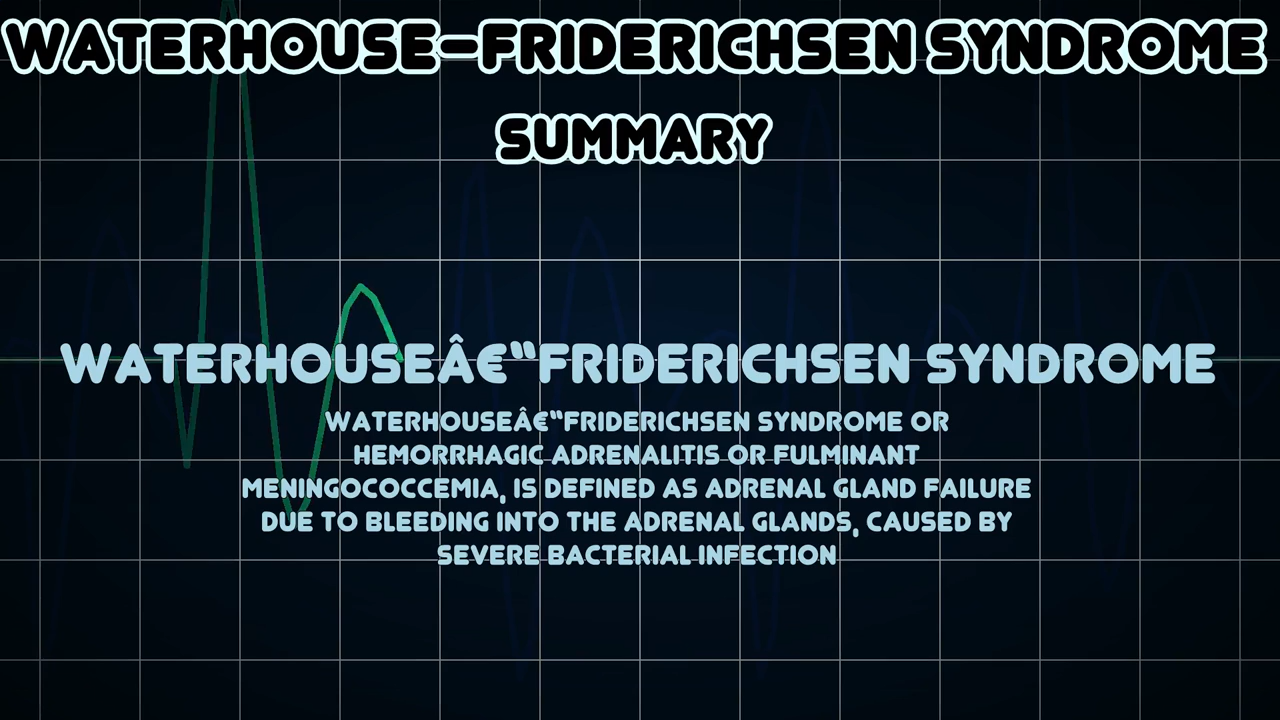 WATERHOUSE–FRIDERICHSEN SYNDROME
SUMMARY
WATERHOUSEÂ€“FRIDERICHSEN SYNDROME
WATERHOUSEÂ€“FRIDERICHSEN SYNDROME OR
HEMORRHAGIC ADRENALITIS OR FULMINANT
MENINGOCOCCEMIA, IS DEFINED AS ADRENAL GLAND FAILURE
DUE TO BLEEDING INTO THE ADRENAL GLANDS, CAUSED BY
SEVERE BACTERIAL INFECTION